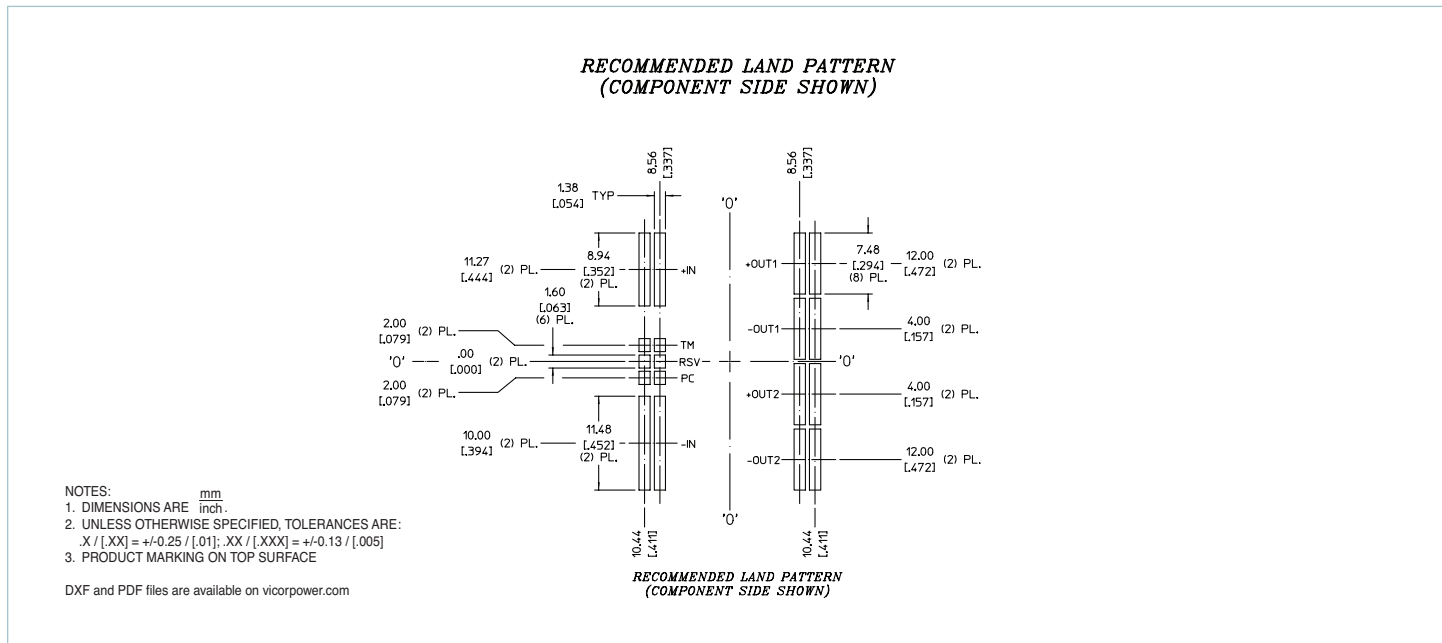 RECOMMENDED LAND PATTERN
(COMPONENT SIDE SHOWN)
8.56
[.337]
8.56
[.337]
1.38
[.054]
TYP
'0'
'0'
11.27
[.444]
(2) PL.
8.94
[.352]
(2) PL.
+IN
+OUT1
7.48
[.294]
(8) PL.
12.00
[.472]
(2) PL.
1.60
[.063]
(6) PL.
2.00
[.079]
(2) PL.
TM
-OUT1
4.00
[.157]
(2) PL.
'0'
.00
[.000]
(2) PL.
RSV
'0'
2.00
[.079]
(2) PL.
PC
+OUT2
4.00
[.157]
(2) PL.
10.00
[.394]
(2) PL.
11.48
[.452]
(2) PL.
-IN
-OUT2
12.00
[.472]
(2) PL.
'0'
10.44
[.411]
10.44
[.411]
NOTES:
1. DIMENSIONS ARE mm/inch.
2. UNLESS OTHERWISE SPECIFIED, TOLERANCES ARE:
.X / [.XX] = +/-0.25 / [.01]; .XX / [.XXX] = +/-0.13 / [.005]
3. PRODUCT MARKING ON TOP SURFACE
DXF and PDF files are available on vicorpower.com
RECOMMENDED LAND PATTERN
(COMPONENT SIDE SHOWN)